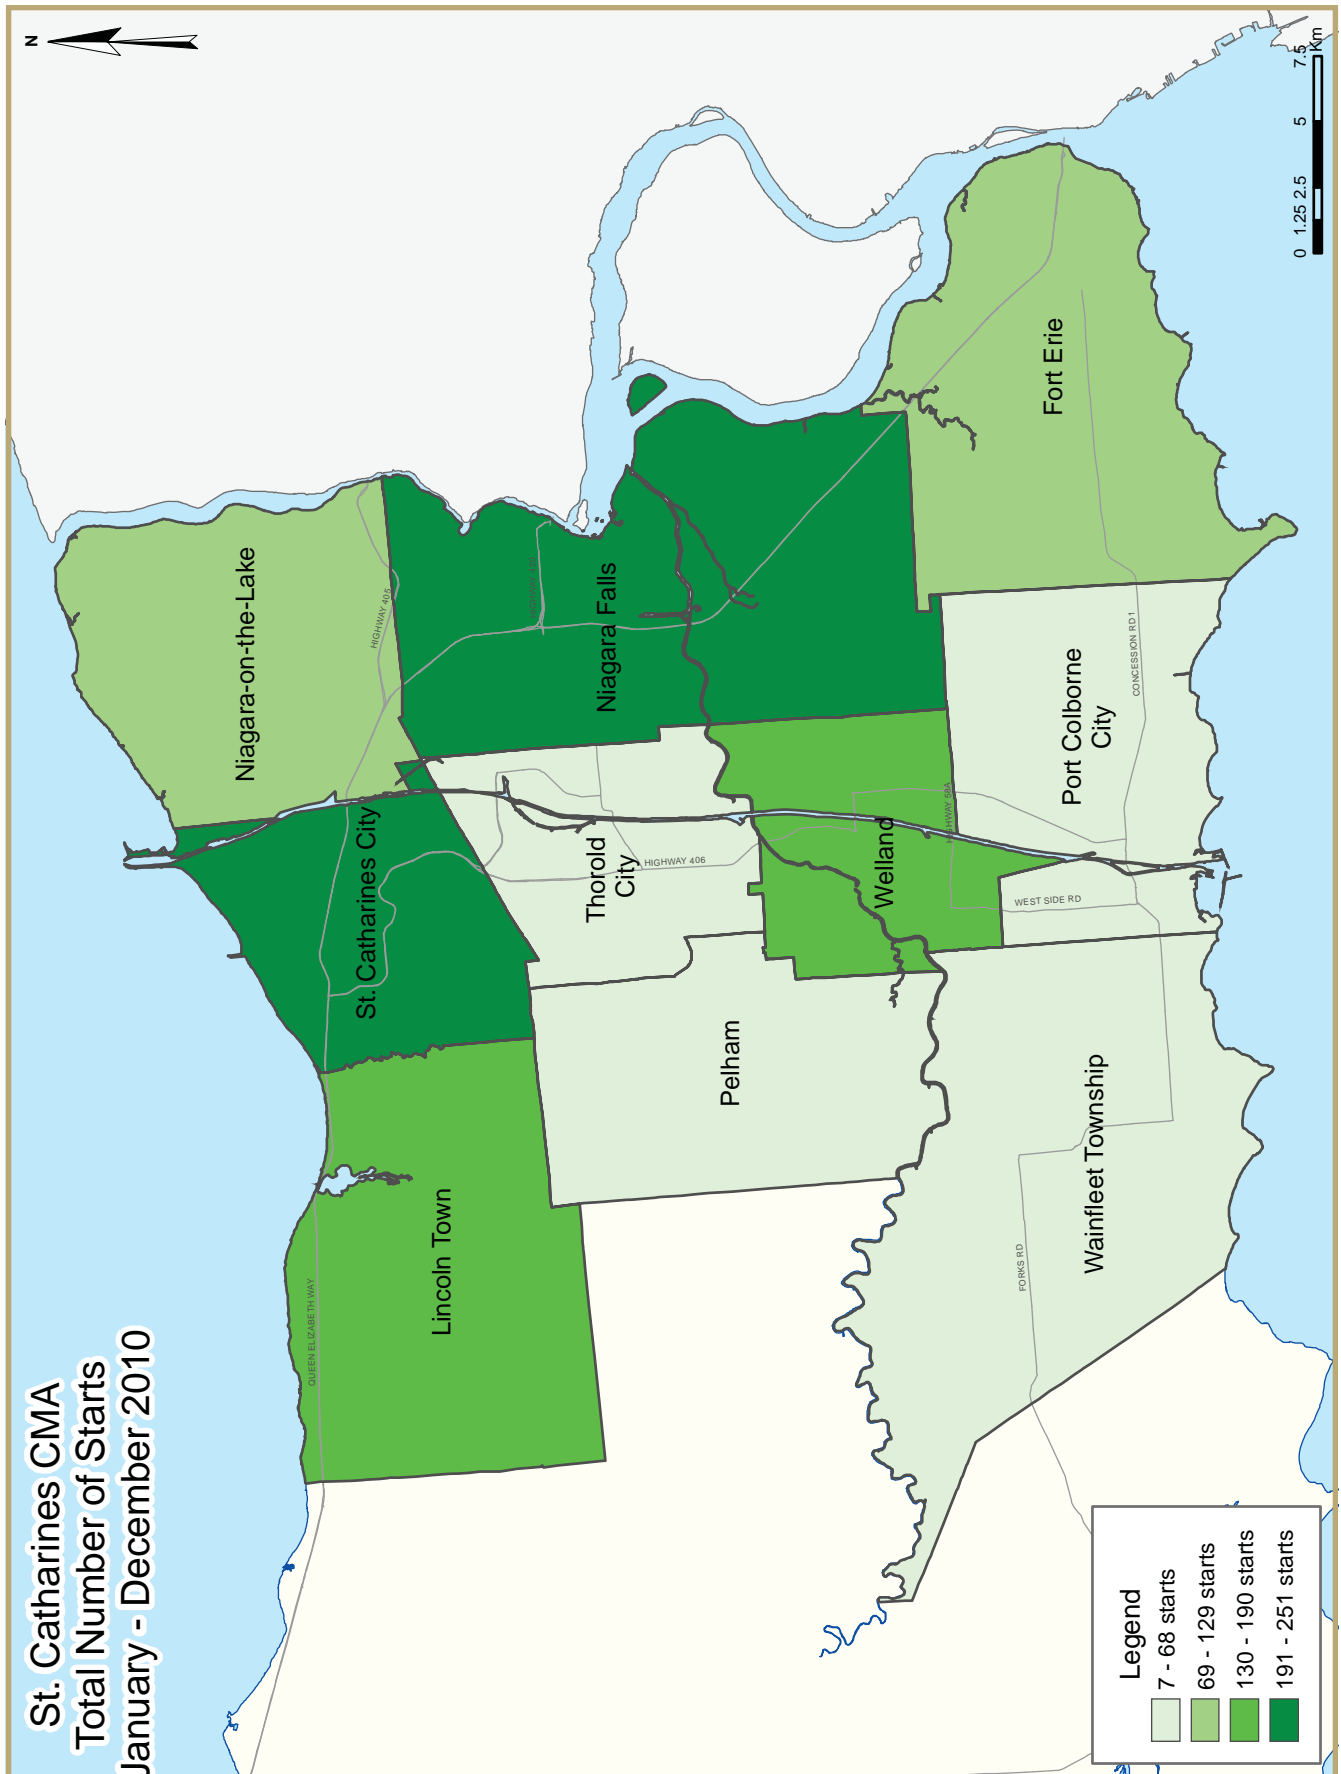 St. Catharines CMA
Total Number of Starts
January - December 2010
N
Niagara-on-the-Lake
HIGHWAY 405
St. Catharines City
QUEEN ELIZABETH WAY
Lincoln Town
HIGHWAY 420
Niagara Falls
Thorold
City
HIGHWAY 406
Pelham
Welland
HIGHWAY 58A
Fort Erie
Port Colborne
City
CONCESSION RD 1
WEST SIDE RD
Wainfleet Township
FORKS RD
Legend
7 - 68 starts
69 - 129 starts
130 - 190 starts
191 - 251 starts
0 1.25 2.5 5 7.5
Km